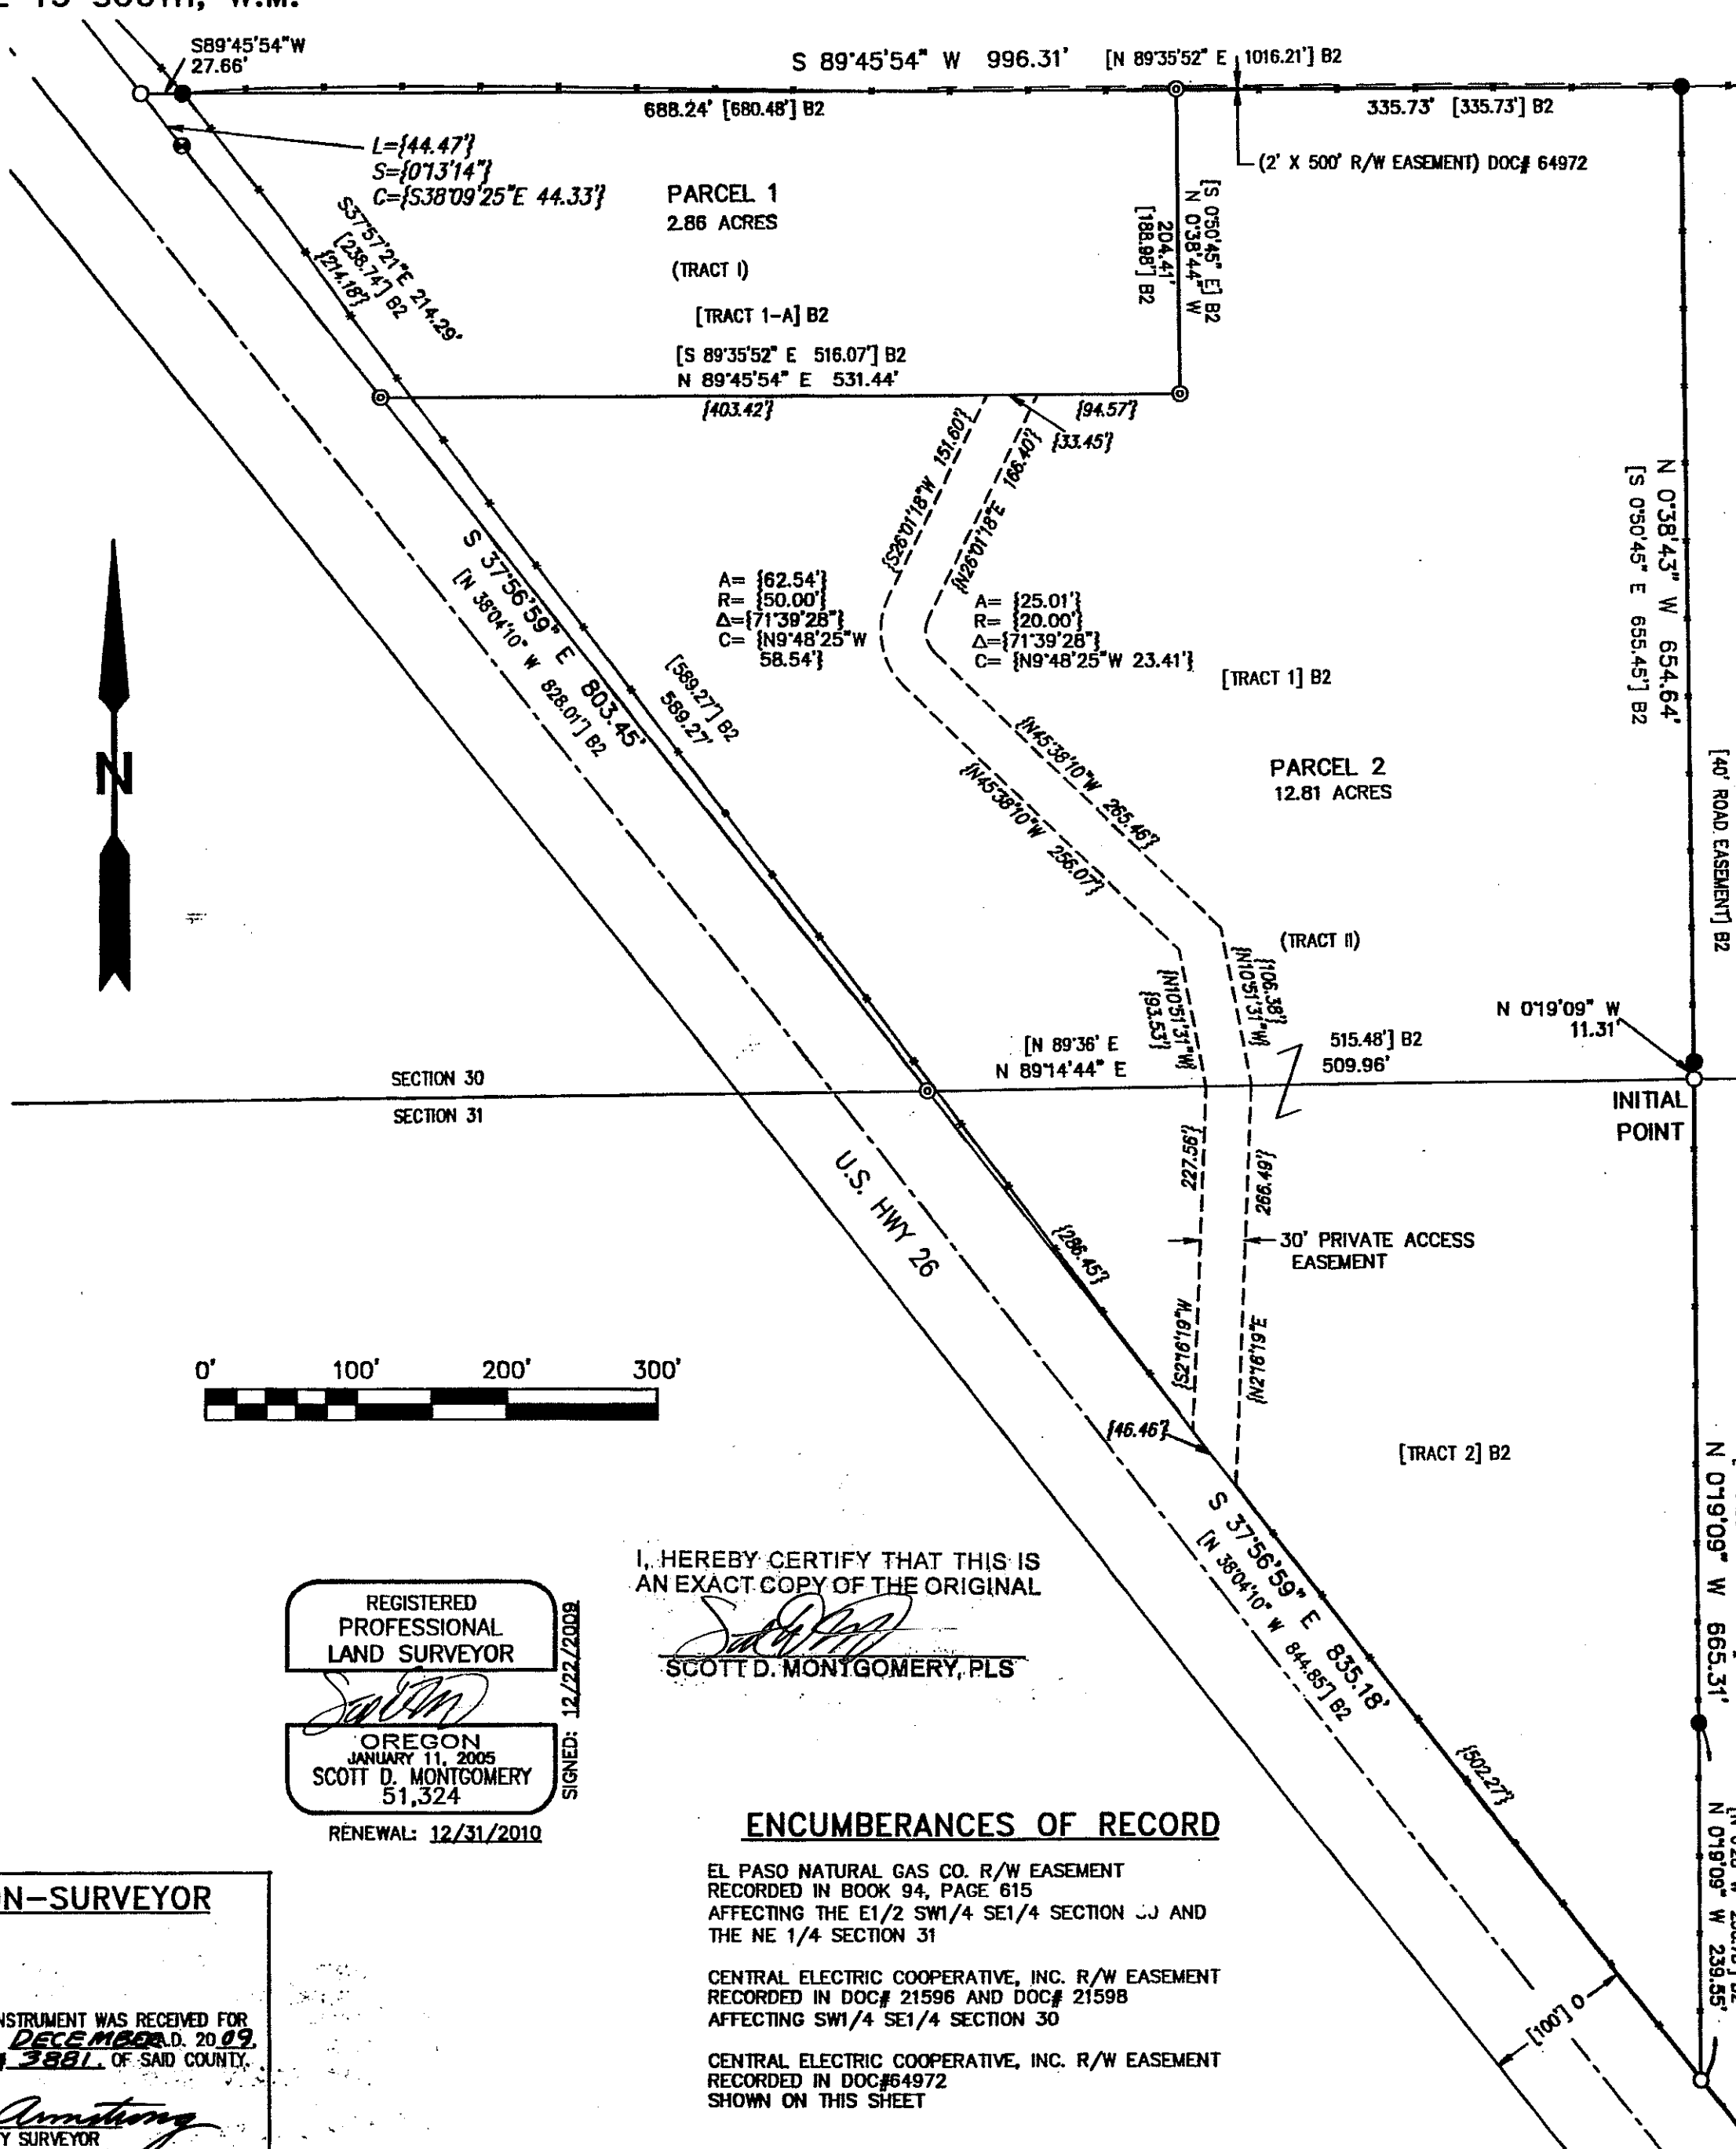 S89°45'54"W
27.66'
S 89°45'54" W 996.31' [N 89°35'52" E 1016.21'] B2
688.24' [680.48'] B2
335.73' [335.73'] B2
L={44.47'}
S={0°13'14"}
C={S38°09'25"E 44.33'}
(2' X 500' R/W EASEMENT) DOC# 64972
PARCEL 1
2.86 ACRES
(TRACT I)
[TRACT 1-A] B2
S37°57'21"E 214.29'
[238.74'] B2
{214.18'}
[S 0°50'45" E] B2
N 0°38'44" W
204.41'
[188.98'] B2
[S 89°35'52" E 516.07'] B2
N 89°45'54" E 531.44'
{403.42'}
{94.57'}
{33.45'}
{S26°01'18"W 151.60'}
{N26°01'18"E 166.40'}
N 0°38'43" W 654.64'
[S 0°50'45" E 655.45'] B2
A= {62.54'}
R= {50.00'}
Δ={71°39'28"}
C= {N9°48'25"W
58.54'}
A= {25.01'}
R= {20.00'}
Δ={71°39'28"}
C= {N9°48'25"W 23.41'}
[TRACT 1] B2
S 37°56'59" E 803.45'
[N 38°04'10" W 828.01'] B2
[589.27'] B2
589.27'
N
{N45°38'10"W 265.46'}
{N45°38'10"W 256.07'}
PARCEL 2
12.81 ACRES
[40' ROAD EASEMENT] B2
(TRACT II)
{106.38'}
{N10°51'31"W}
{N10°51'31"W}
{93.53'}
N 0°19'09" W
11.31'
[N 89°36' E
515.48'] B2
N 89°14'44" E
509.96'
SECTION 30
SECTION 31
INITIAL
POINT
U.S. HWY 26
227.56'}
266.49'}
{286.45'}
30' PRIVATE ACCESS
EASEMENT
{S2°16'19"W
{N2°16'19"E
0' 100' 200' 300'
{46.46'}
[TRACT 2] B2
S 37°56'59" E 835.18'
[N 38°04'10" W 844.85'] B2
N 0°19'09" W 665.31'
I, HEREBY CERTIFY THAT THIS IS
AN EXACT COPY OF THE ORIGINAL
SCOTT D. MONTGOMERY, PLS
REGISTERED
PROFESSIONAL
LAND SURVEYOR
OREGON
JANUARY 11, 2005
SCOTT D. MONTGOMERY
51,324
SIGNED: 12/22/2009
RENEWAL: 12/31/2010
{502.27'}
N 0°19'09" W 239.55'
[100'] O
ENCUMBERANCES OF RECORD
EL PASO NATURAL GAS CO. R/W EASEMENT
RECORDED IN BOOK 94, PAGE 615
AFFECTING THE E1/2 SW1/4 SE1/4 SECTION AND
THE NE 1/4 SECTION 31
CENTRAL ELECTRIC COOPERATIVE, INC. R/W EASEMENT
RECORDED IN DOC# 21596 AND DOC# 21598
AFFECTING SW1/4 SE1/4 SECTION 30
CENTRAL ELECTRIC COOPERATIVE, INC. R/W EASEMENT
RECORDED IN DOC#64972
SHOWN ON THIS SHEET
N-SURVEYOR
NSTRUMENT WAS RECEIVED FOR
DECEMBER A.D. 2009,
# 3881. OF SAID COUNTY.
Armstrong
Y SURVEYOR